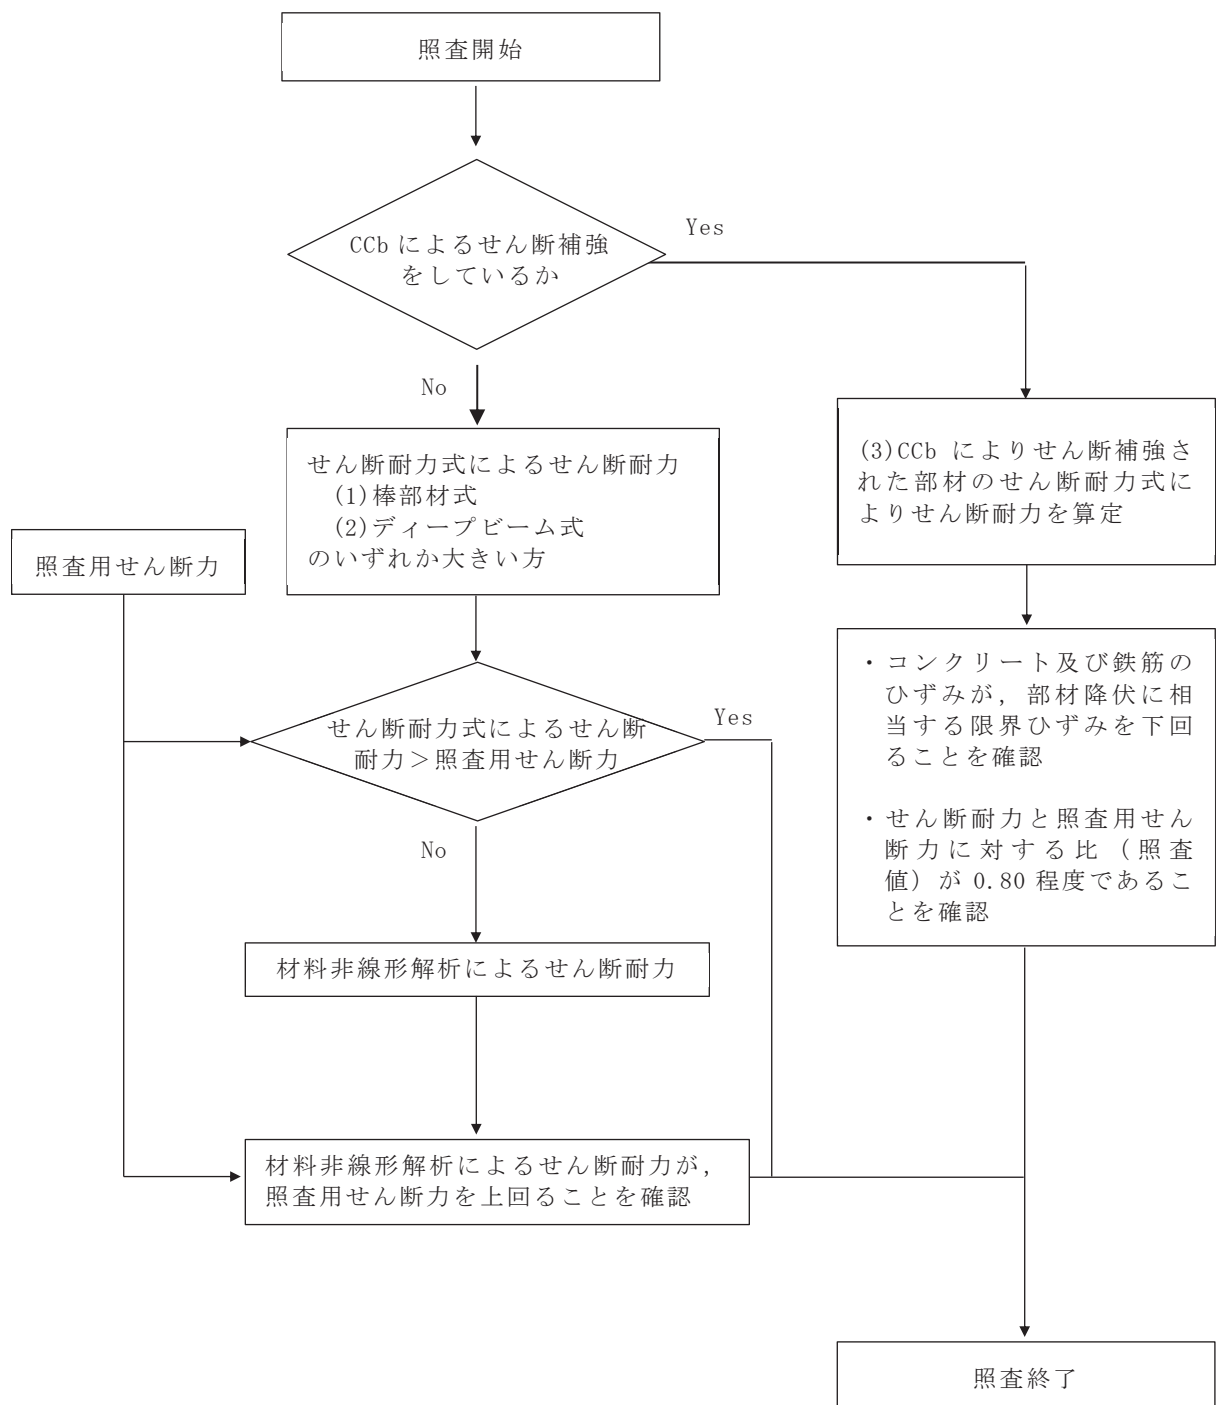 照査開始
CCbによるせん断補強
をしているか
Yes
No
せん断耐力式によるせん断耐力
(1)棒部材式
(2)ディープビーム式
のいずれか大きい方
(3)CCb によりせん断補強さ
れた部材のせん断耐力式に
よりせん断耐力を算定
照査用せん断力
・コンクリート及び鉄筋の
ひずみが，部材降伏に相
当する限界ひずみを下回
ることを確認
・せん断耐力と照査用せん
断力に対する比（照査
値）が 0.80 程度であるこ
とを確認
せん断耐力式によるせん断
耐力＞照査用せん断力
Yes
No
材料非線形解析によるせん断耐力
材料非線形解析によるせん断耐力が，
照査用せん断力を上回ることを確認
照査終了